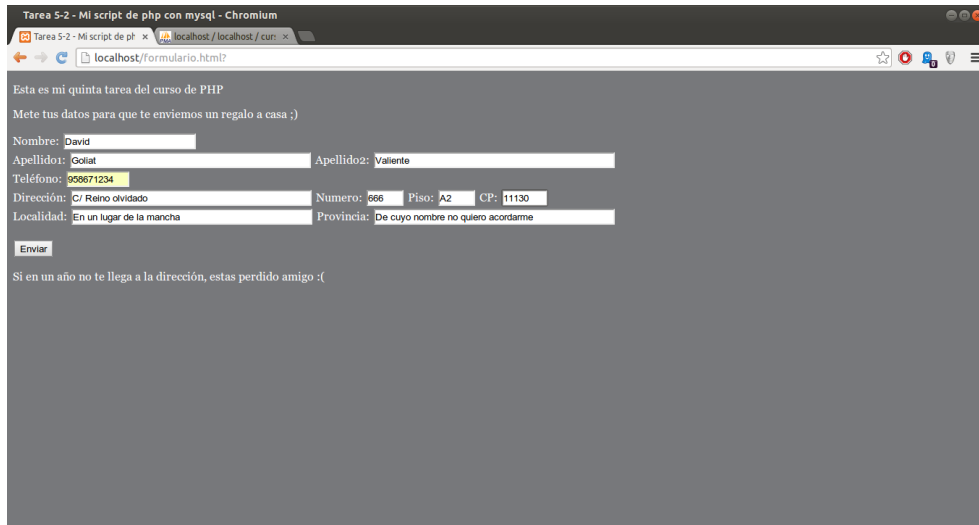 Tarea 5-2 - Mi script de php con mysql - Chromium
Tarea 5-2 - Mi script de ph
localhost / localhost / cur
localhost/formulario.html?
Esta es mi quinta tarea del curso de PHP
Mete tus datos para que te enviemos un regalo a casa ;)
Nombre: David
Apellido1: Goliat Apellido2: Valiente
Teléfono: 958671234
Dirección: C/ Reino olvidado Numero: 666 Piso: A2 CP: 11130
Localidad: En un lugar de la mancha Provincia: De cuyo nombre no quiero acordarme
Enviar
Si en un año no te llega a la dirección, estas perdido amigo :(